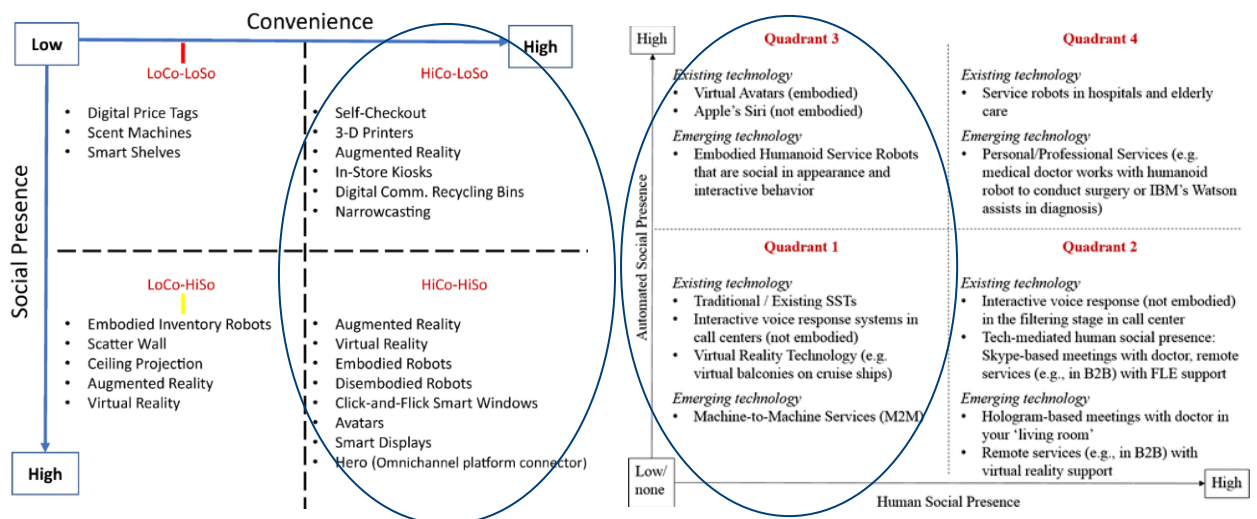 Convenience
Low
High
LoCo-LoSo
• Digital Price Tags
• Scent Machines
• Smart Shelves
HiCo-LoSo
• Self-Checkout
• 3-D Printers
• Augmented Reality
• In-Store Kiosks
• Digital Comm. Recycling Bins
• Narrowcasting
Social Presence
LoCo-HiSo
• Embodied Inventory Robots
• Scatter Wall
• Ceiling Projection
• Augmented Reality
• Virtual Reality
HiCo-HiSo
• Augmented Reality
• Virtual Reality
• Embodied Robots
• Disembodied Robots
• Click-and-Flick Smart Windows
• Avatars
• Smart Displays
• Hero (Omnichannel platform connector)
High
High
Quadrant 3
Existing technology
• Virtual Avatars (embodied)
• Apple's Siri (not embodied)
Emerging technology
• Embodied Humanoid Service Robots
that are social in appearance and
interactive behavior
Quadrant 4
Existing technology
• Service robots in hospitals and elderly
care
Emerging technology
• Personal/Professional Services (e.g.
medical doctor works with humanoid
robot to conduct surgery or IBM's Watson
assists in diagnosis)
Automated Social Presence
Quadrant 1
Existing technology
• Traditional / Existing SSTs
• Interactive voice response systems in
call centers (not embodied)
• Virtual Reality Technology (e.g.
virtual balconies on cruise ships)
Emerging technology
• Machine-to-Machine Services (M2M)
Quadrant 2
Existing technology
• Interactive voice response (not embodied)
in the filtering stage in call center
• Tech-mediated human social presence:
Skype-based meetings with doctor, remote
services (e.g., in B2B) with FLE support
Emerging technology
• Hologram-based meetings with doctor in
your 'living room'
• Remote services (e.g., in B2B) with
virtual reality support
Low/
none
Human Social Presence
High